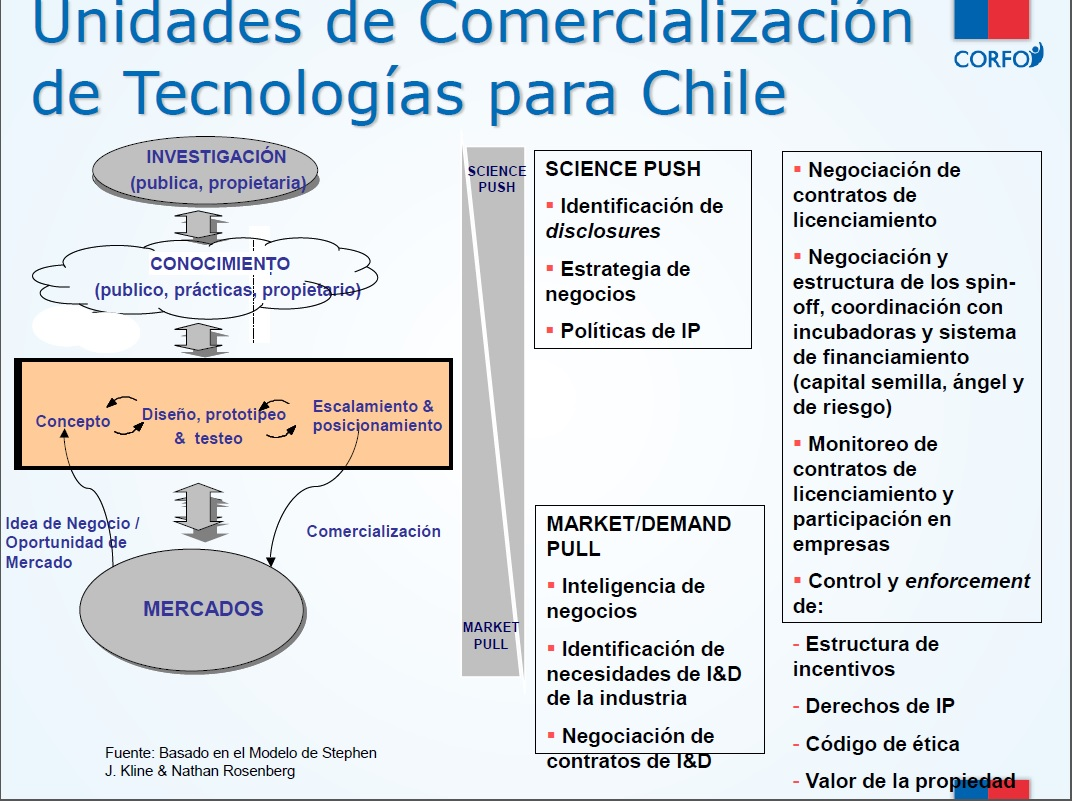 Unidades de Comercialización
de Tecnologías para Chile
CORFO
INVESTIGACIÓN
(publica, propietaria)
CONOCIMIENTO
(publico, prácticas, propietario)
Concepto
Diseño, prototipeo
& testeo
Escalamiento &
posicionamiento
Idea de Negocio /
Oportunidad de
Mercado
Comercialización
MERCADOS
Fuente: Basado en el Modelo de Stephen
J. Kline & Nathan Rosenberg
SCIENCE
PUSH
MARKET
PULL
SCIENCE PUSH
▪ Identificación de
disclosures
▪ Estrategia de
negocios
▪ Políticas de IP
MARKET/DEMAND
PULL
▪ Inteligencia de
negocios
▪ Identificación de
necesidades de I&D
de la industria
▪ Negociación de
contratos de I&D
▪ Negociación de
contratos de
licenciamiento
▪ Negociación y
estructura de los spin-
off, coordinación con
incubadoras y sistema
de financiamiento
(capital semilla, ángel y
de riesgo)
▪ Monitoreo de
contratos de
licenciamiento y
participación en
empresas
▪ Control y enforcement
de:
- Estructura de
incentivos
- Derechos de IP
- Código de ética
- Valor de la propiedad